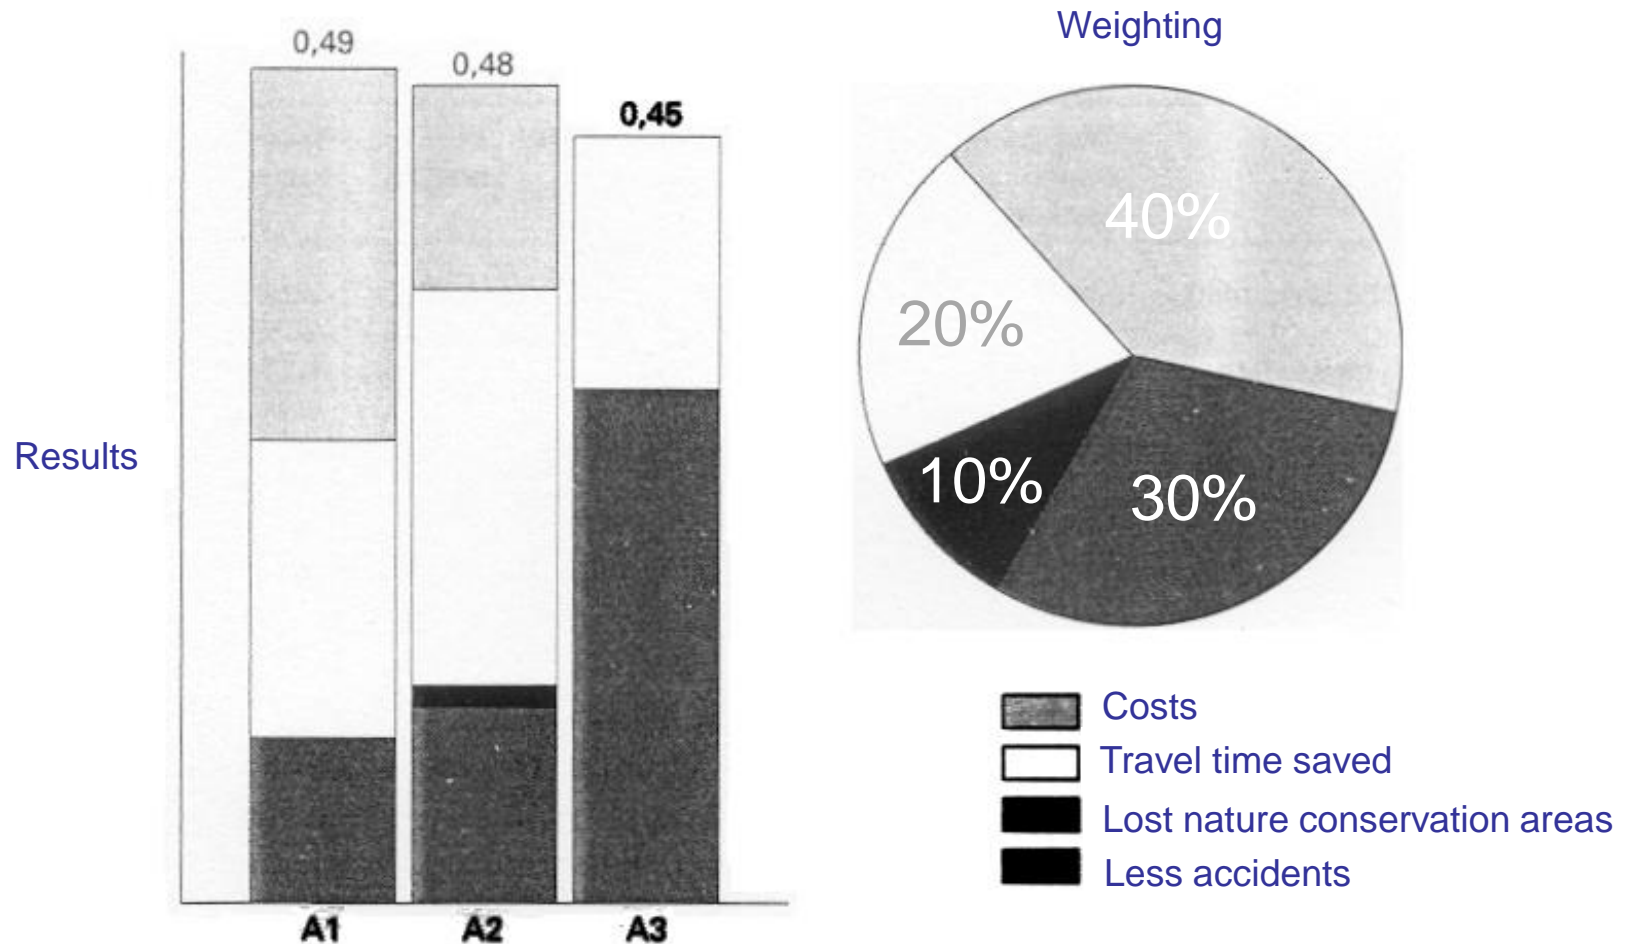 Weighting
0,49
0,48
0,45
40%
20%
10%
30%
Results
Costs
Travel time saved
Lost nature conservation areas
Less accidents
A1
A2
A3